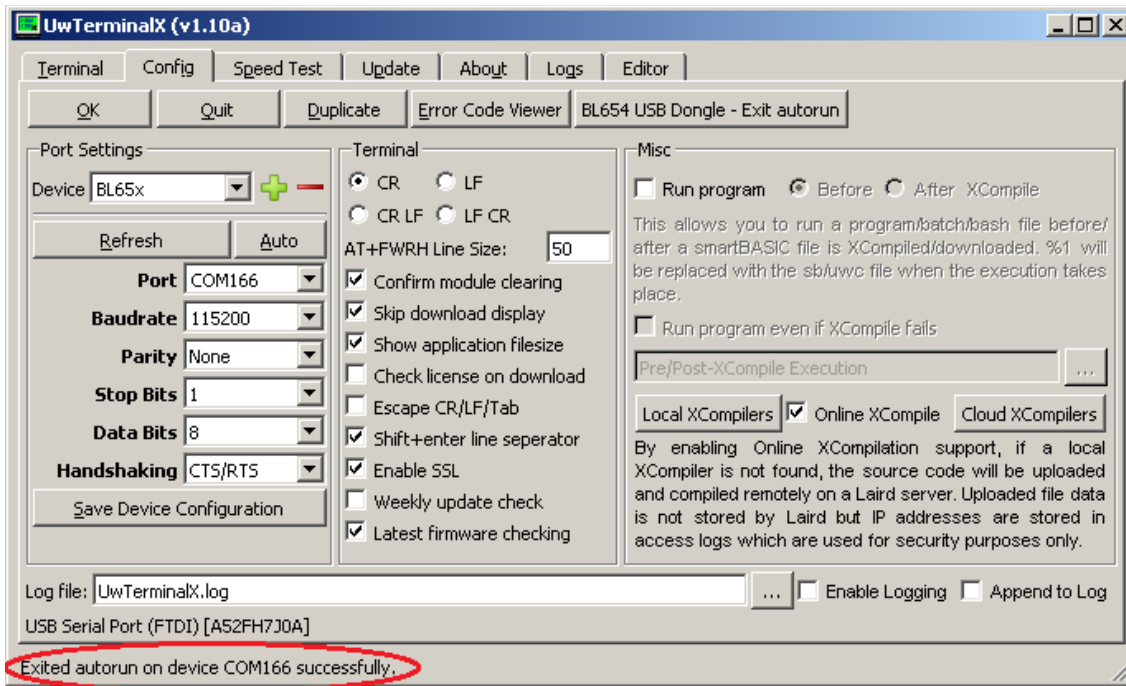 UwTerminalX (v1.10a)
Terminal Config Speed Test Update About Logs Editor
OK Quit Duplicate Error Code Viewer BL654 USB Dongle - Exit autorun
Port Settings
Device BL65x
Refresh Auto
Port COM166
Baudrate 115200
Parity None
Stop Bits 1
Data Bits 8
Handshaking CTS/RTS
Save Device Configuration
Terminal
CR LF
CR LF LF CR
AT+FWRH Line Size: 50
Confirm module clearing
Skip download display
Show application filesize
Check license on download
Escape CR/LF/Tab
Shift+enter line seperator
Enable SSL
Weekly update check
Latest firmware checking
Misc
Run program Before After XCompile
This allows you to run a program/batch/bash file before/
after a smartBASIC file is XCompiled/downloaded. %1 will
be replaced with the sb/uwc file when the execution takes
place.
Run program even if XCompile fails
Pre/Post-XCompile Execution ...
Local XCompilers Online XCompile Cloud XCompilers
By enabling Online XCompilation support, if a local
XCompiler is not found, the source code will be uploaded
and compiled remotely on a Laird server. Uploaded file data
is not stored by Laird but IP addresses are stored in
access logs which are used for security purposes only.
Log file: UwTerminalX.log ... Enable Logging Append to Log
USB Serial Port (FTDI) [A52FH7J0A]
Exited autorun on device COM166 successfully.